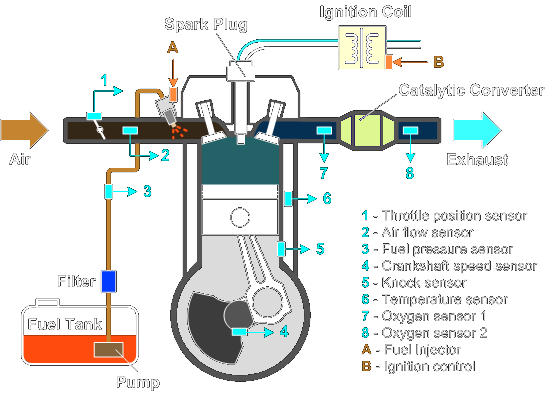 Ignition Coil
Spark Plug
A
B
1
Catalytic Converter
Air
2
7
8
Exhaust
3
6
5
4
Filter
Fuel Tank
Pump
1 - Throttle position sensor
2 - Air flow sensor
3 - Fuel pressure sensor
4 - Crankshaft speed sensor
5 - Knock sensor
6 - Temperature sensor
7 - Oxygen sensor 1
8 - Oxygen sensor 2
A - Fuel Injector
B - Ignition control